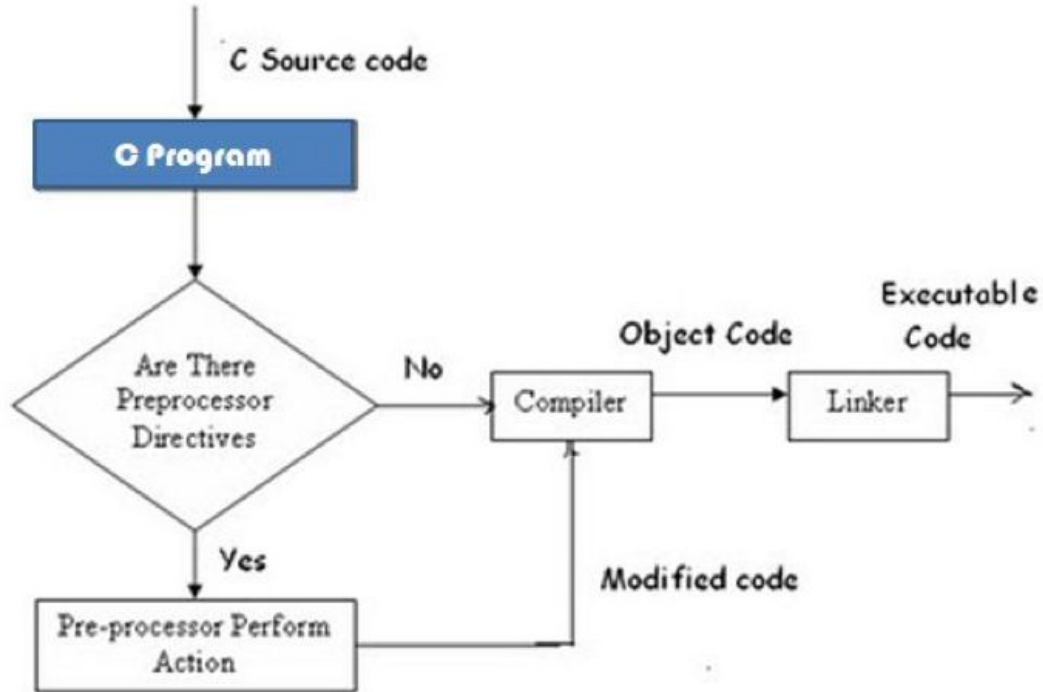 C Source code
C Program
Are There
Preprocessor
Directives
No
Compiler
Object Code
Linker
Executable
Code
Yes
Modified code
Pre-processor Perform
Action